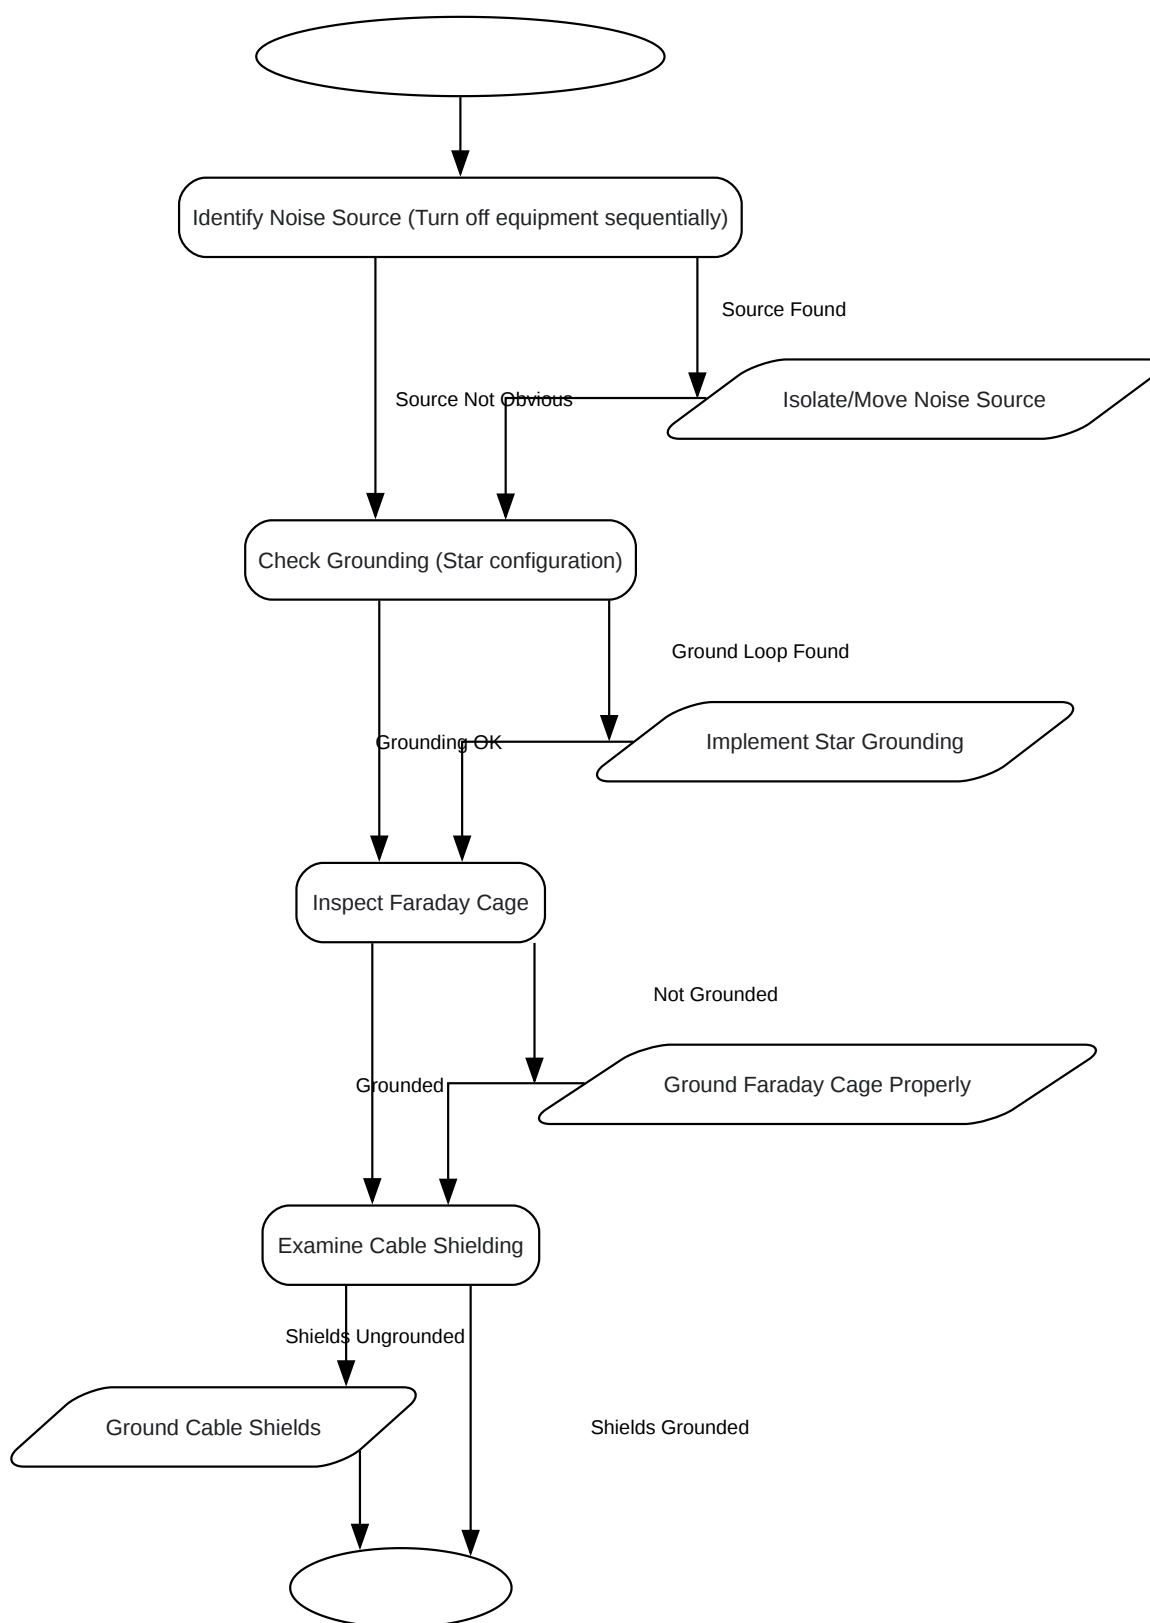 Identify Noise Source (Turn off equipment sequentially)
Source Found
Source Not Obvious
Isolate/Move Noise Source
Check Grounding (Star configuration)
Ground Loop Found
Grounding OK
Implement Star Grounding
Inspect Faraday Cage
Not Grounded
Grounded
Ground Faraday Cage Properly
Examine Cable Shielding
Shields Ungrounded
Ground Cable Shields
Shields Grounded